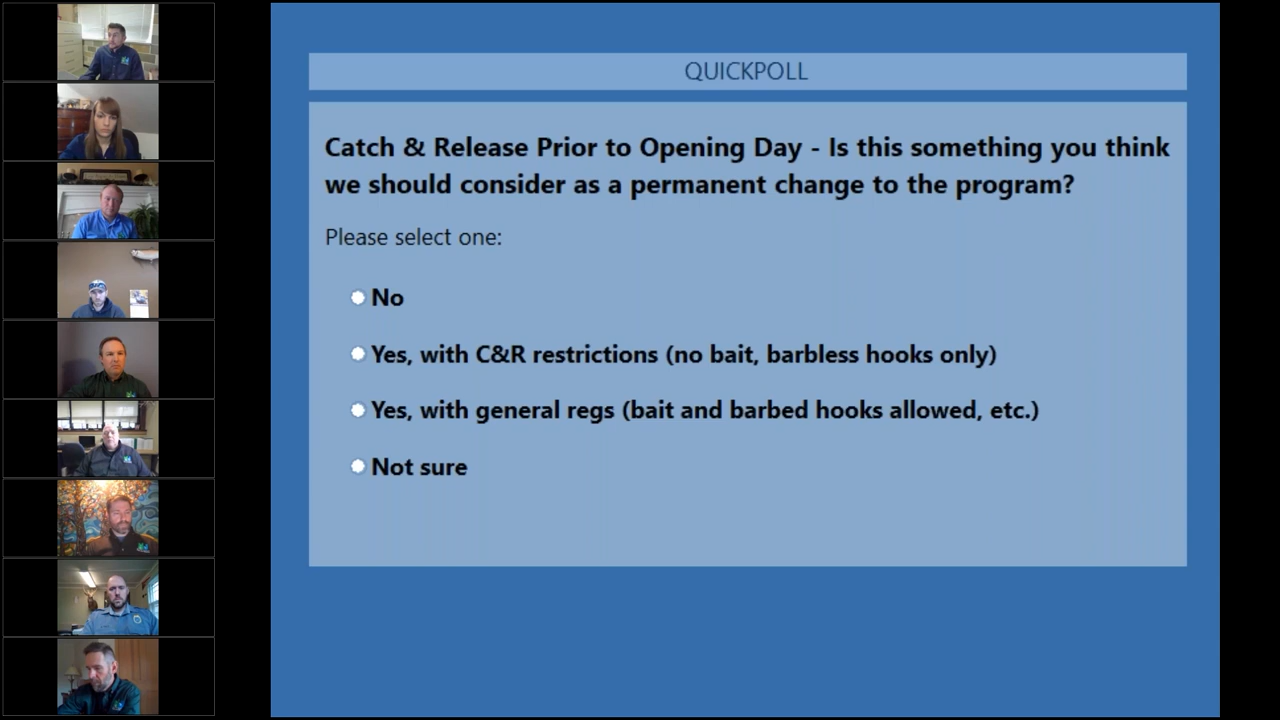 QUICKPOLL
Catch & Release Prior to Opening Day - Is this something you think
we should consider as a permanent change to the program?
Please select one:
No
Yes, with C&R restrictions (no bait, barbless hooks only)
Yes, with general regs (bait and barbed hooks allowed, etc.)
Not sure